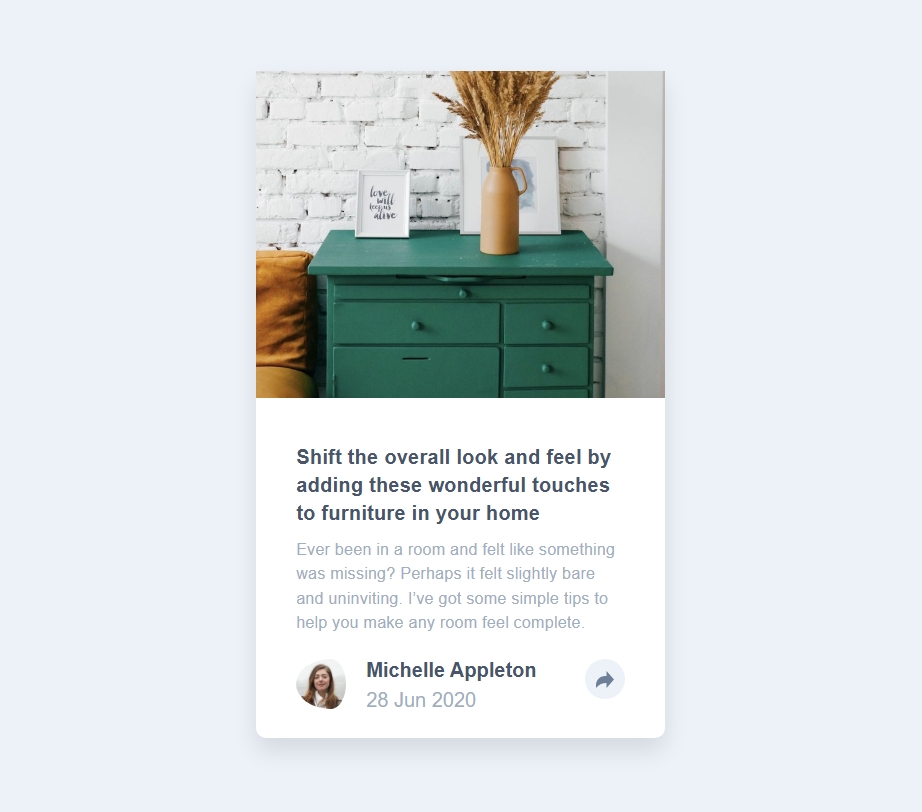 love
will
keep us
alive
Shift the overall look and feel by
adding these wonderful touches
to furniture in your home
Ever been in a room and felt like something
was missing? Perhaps it felt slightly bare
and uninviting. I’ve got some simple tips to
help you make any room feel complete.
Michelle Appleton
28 Jun 2020